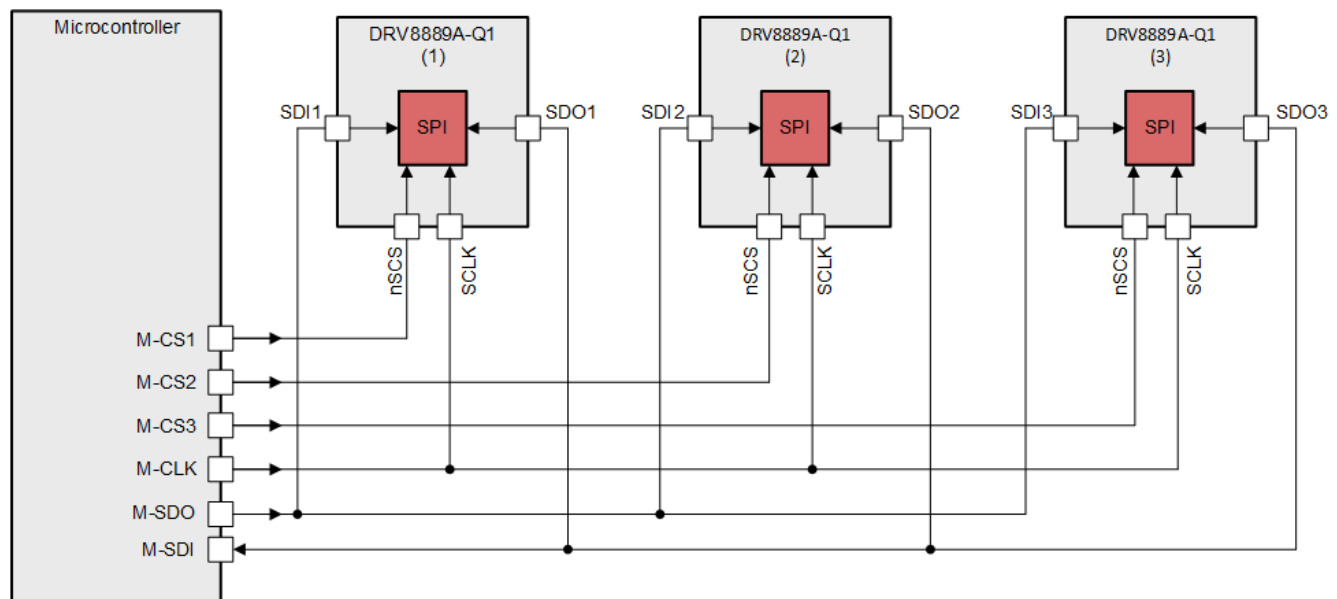 Microcontroller
DRV8889A-Q1
(1)
DRV8889A-Q1
(2)
DRV8889A-Q1
(3)
SDI1
SPI
SDO1
SDI2
SPI
SDO2
SDI3
SPI
SDO3
nSCS
SCLK
nSCS
SCLK
nSCS
SCLK
M-CS1
M-CS2
M-CS3
M-CLK
M-SDO
M-SDI